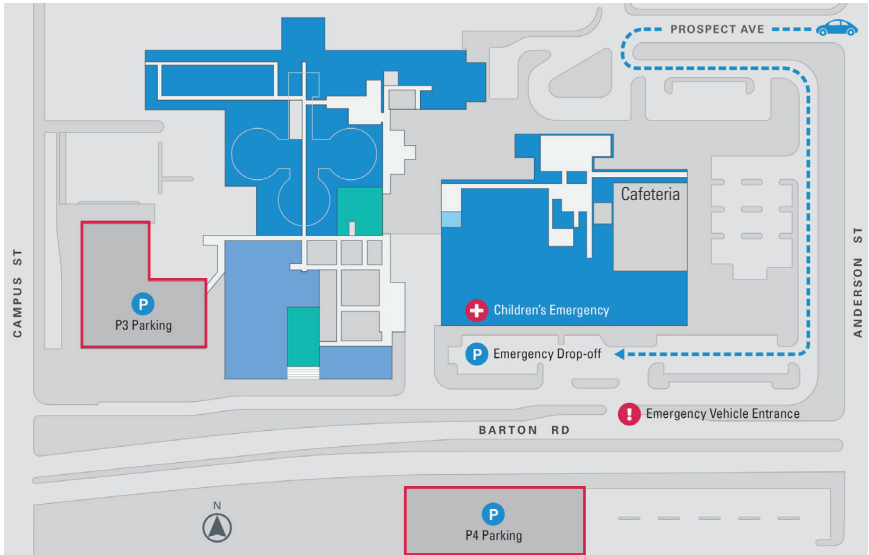 PROSPECT AVE
Cafeteria
CAMPUS ST
ANDERSON ST
P
P3 Parking
Children's Emergency
P
Emergency Drop-off
!
Emergency Vehicle Entrance
BARTON RD
N
P
P4 Parking